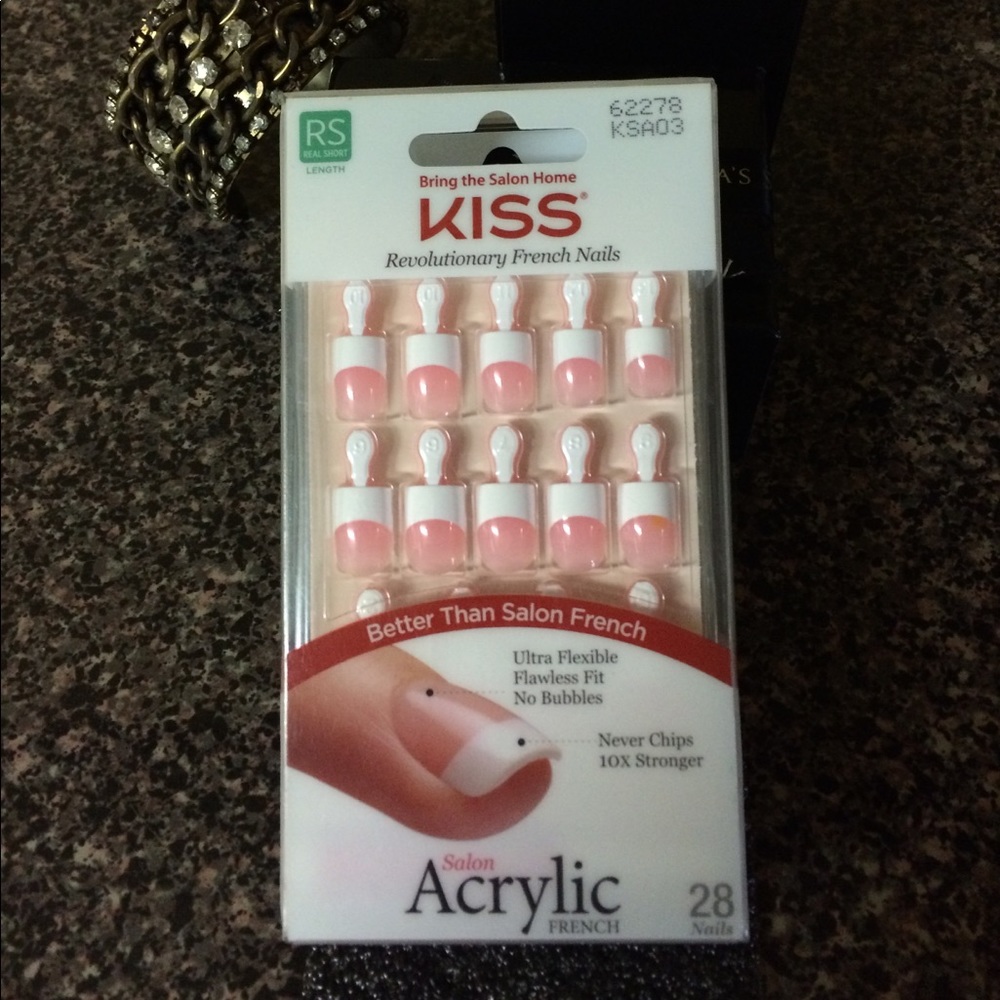 RS
REAL SHORT
LENGTH
62278
KSA03
Bring the Salon Home
KISS®
Revolutionary French Nails
Better Than Salon French
Ultra Flexible
Flawless Fit
No Bubbles
Never Chips
10X Stronger
Salon
Acrylic
FRENCH
28
Nails